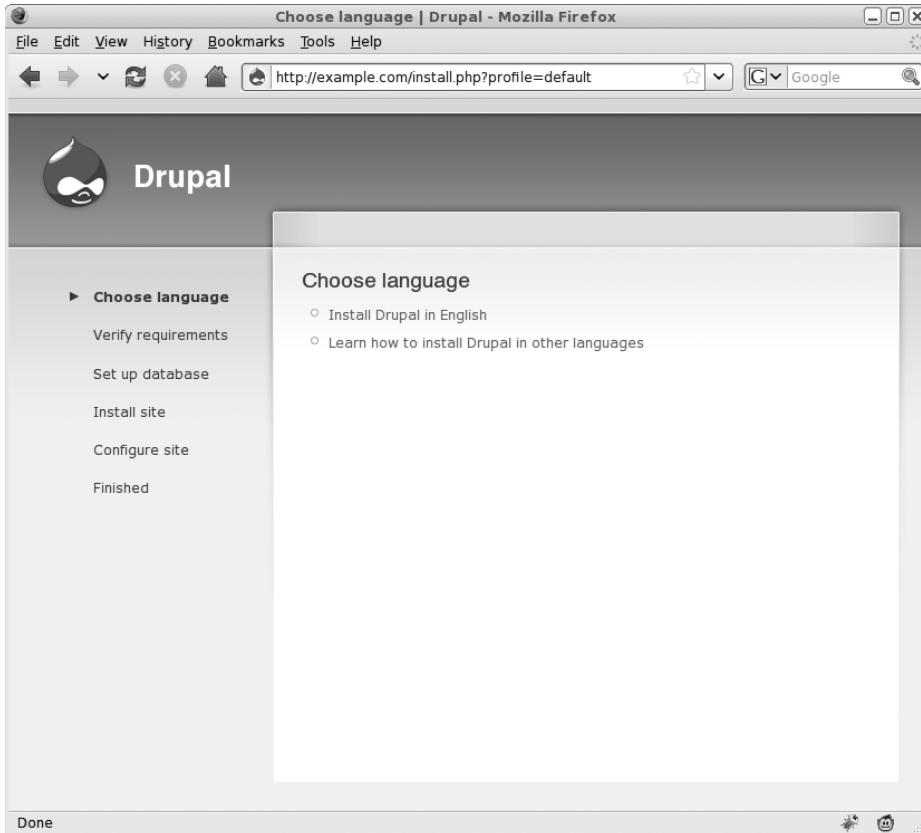 Choose language | Drupal - Mozilla Firefox
File Edit View History Bookmarks Tools Help
http://example.com/install.php?profile=default
G Google
Drupal
Choose language
Verify requirements
Set up database
Install site
Configure site
Finished
Choose language
Install Drupal in English
Learn how to install Drupal in other languages
Done